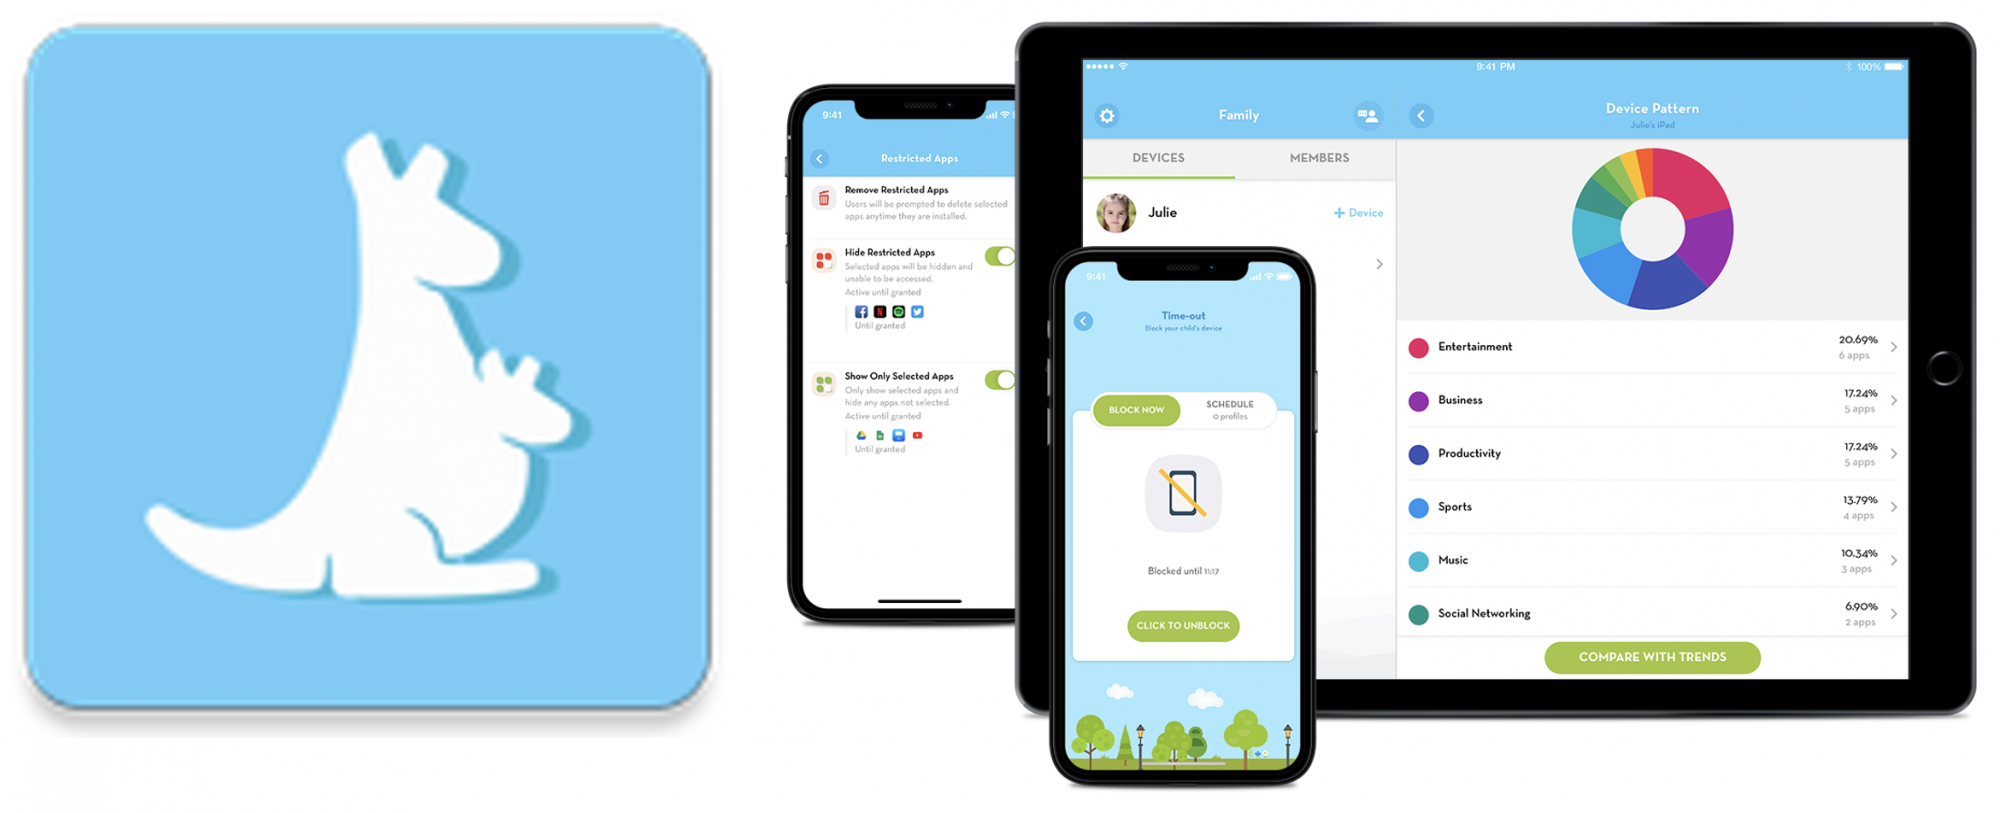 9:41
Restricted Apps
Remove Restricted Apps
Users will be prompted to delete selected
apps anytime they are installed.
Hide Restricted Apps
Selected apps will be hidden and
unable to be accessed.
Active until granted
Until granted
Show Only Selected Apps
Only show selected apps and
hide any apps not selected.
Active until granted
Until granted
9:41 PM
100%
Family
DEVICES
MEMBERS
Julie
+ Device
Device Pattern
Julie's iPad
Entertainment
20.69%
6 apps
Business
17.24%
5 apps
Productivity
17.24%
5 apps
Sports
13.79%
4 apps
Music
10.34%
3 apps
Social Networking
6.90%
2 apps
COMPARE WITH TRENDS
9:41
Time-out
Block your child's device
BLOCK NOW
SCHEDULE
0 profiles
Blocked until 11:17
CLICK TO UNBLOCK